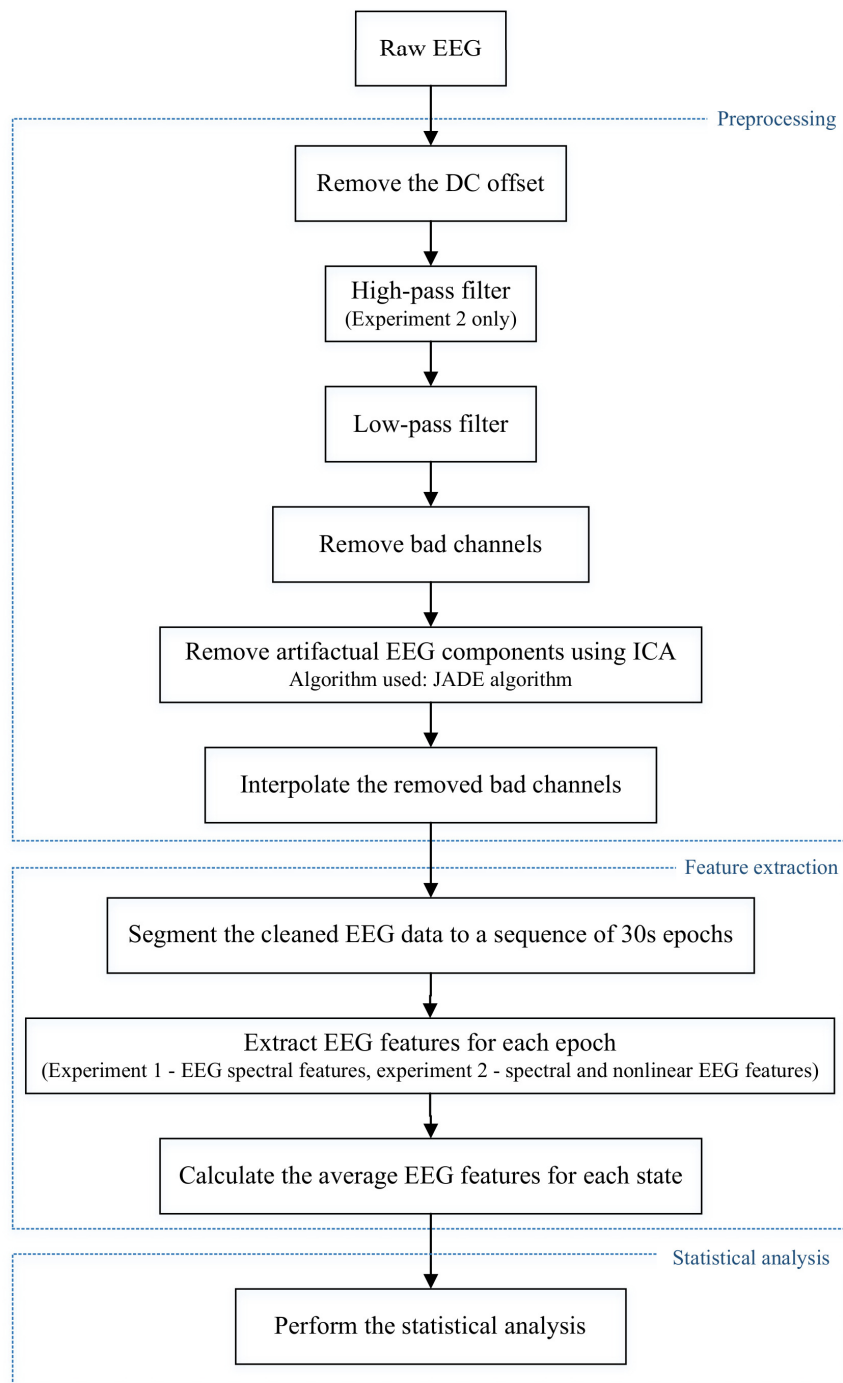 Raw EEG
Preprocessing
Remove the DC offset
High-pass filter
(Experiment 2 only)
Low-pass filter
Remove bad channels
Remove artifactual EEG components using ICA
Algorithm used: JADE algorithm
Interpolate the removed bad channels
Feature extraction
Segment the cleaned EEG data to a sequence of 30s epochs
Extract EEG features for each epoch
(Experiment 1 - EEG spectral features, experiment 2 - spectral and nonlinear EEG features)
Calculate the average EEG features for each state
Statistical analysis
Perform the statistical analysis